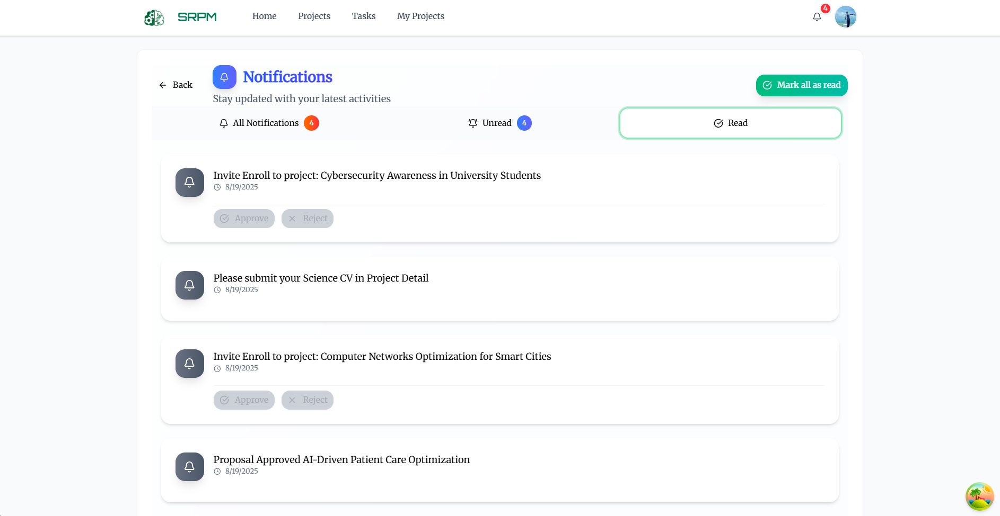 SRPM
Home
Projects
Tasks
My Projects
4
Back
Notifications
Stay updated with your latest activities
Mark all as read
All Notifications 4
Unread 4
Read
Invite Enroll to project: Cybersecurity Awareness in University Students
8/19/2025
Approve
Reject
Please submit your Science CV in Project Detail
8/19/2025
Invite Enroll to project: Computer Networks Optimization for Smart Cities
8/19/2025
Approve
Reject
Proposal Approved AI-Driven Patient Care Optimization
8/19/2025